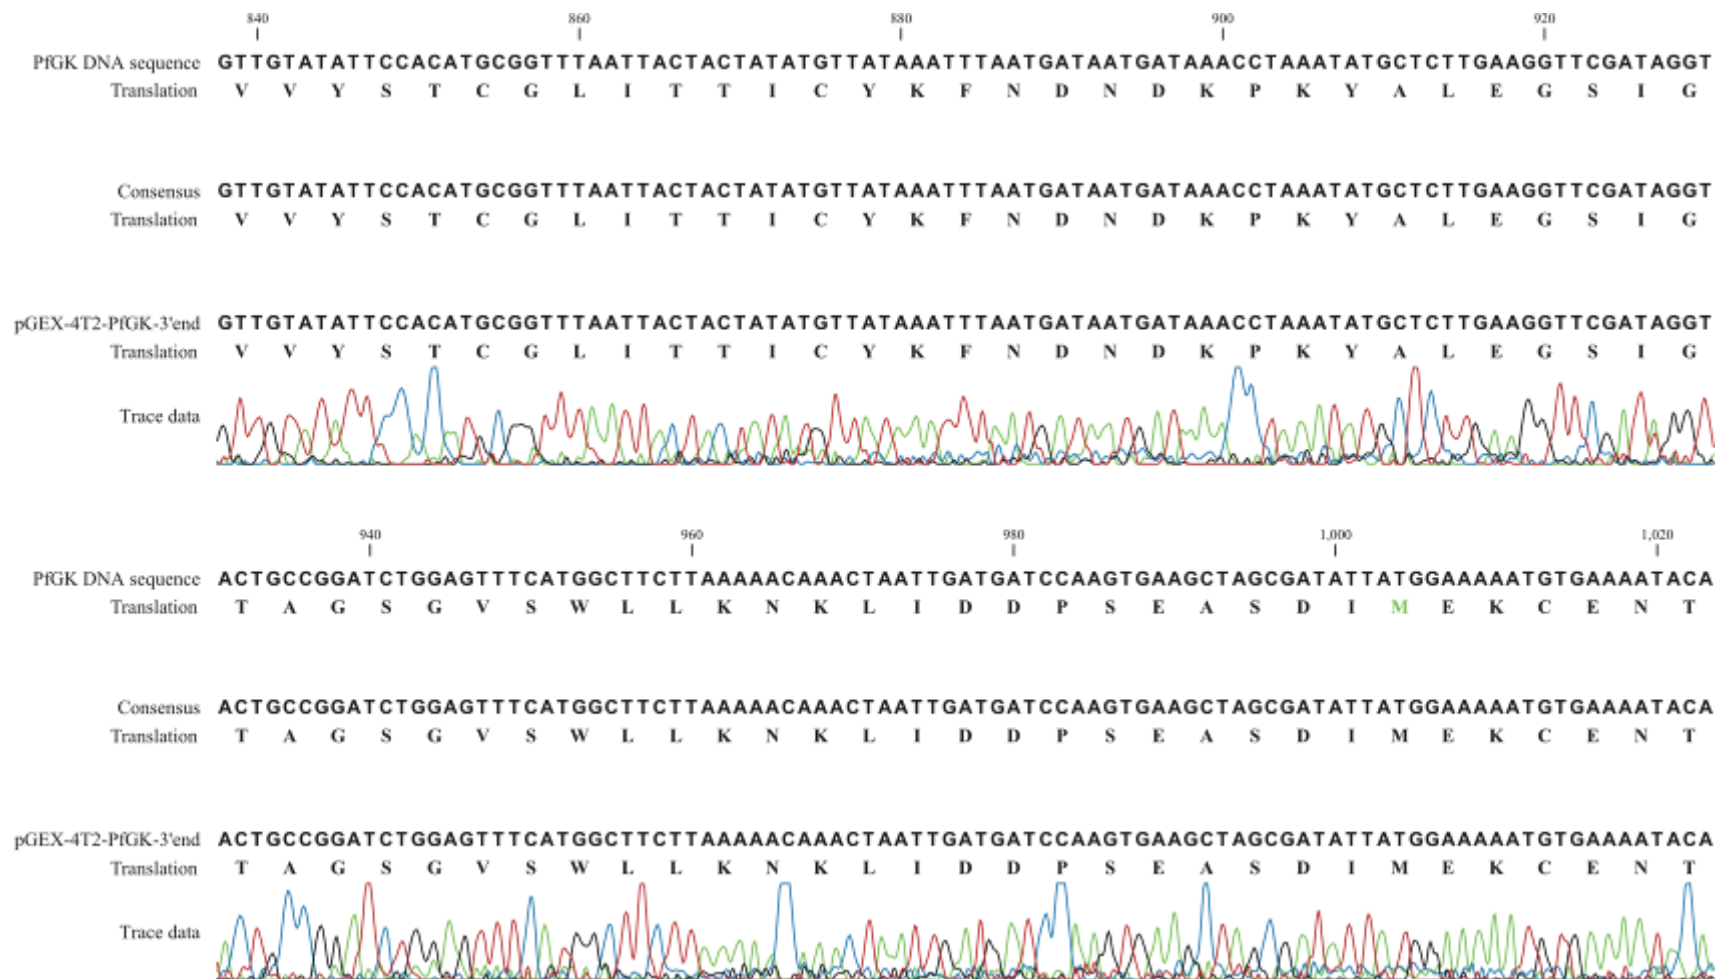 840 860 880 900 920
PfGK DNA sequence GTTGTATATTCCACATGCGGTTTAATTACTACTATATGTTATAAATTTAATGATAATGATAAACCTAAATATGCTCTTGAAGGTTCGATAGGT
Translation V V Y S T C G L I T T I C Y K F N D N D K P K Y A L E G S I G
Consensus GTTGTATATTCCACATGCGGTTTAATTACTACTATATGTTATAAATTTAATGATAATGATAAACCTAAATATGCTCTTGAAGGTTCGATAGGT
Translation V V Y S T C G L I T T I C Y K F N D N D K P K Y A L E G S I G
pGEX-4T2-PfGK-3'end GTTGTATATTCCACATGCGGTTTAATTACTACTATATGTTATAAATTTAATGATAATGATAAACCTAAATATGCTCTTGAAGGTTCGATAGGT
Translation V V Y S T C G L I T T I C Y K F N D N D K P K Y A L E G S I G
Trace data
940 960 980 1,000 1,020
PfGK DNA sequence ACTGCCGGATCTGGAGTTTCATGGCTTCTTAAAAACAAACTAATTGATGATCCAAGTGAAGCTAGCGATATTATGGAAAAATGTGAAAATACA
Translation T A G S G V S W L L K N K L I D D P S E A S D I M E K C E N T
Consensus ACTGCCGGATCTGGAGTTTCATGGCTTCTTAAAAACAAACTAATTGATGATCCAAGTGAAGCTAGCGATATTATGGAAAAATGTGAAAATACA
Translation T A G S G V S W L L K N K L I D D P S E A S D I M E K C E N T
pGEX-4T2-PfGK-3'end ACTGCCGGATCTGGAGTTTCATGGCTTCTTAAAAACAAACTAATTGATGATCCAAGTGAAGCTAGCGATATTATGGAAAAATGTGAAAATACA
Translation T A G S G V S W L L K N K L I D D P S E A S D I M E K C E N T
Trace data